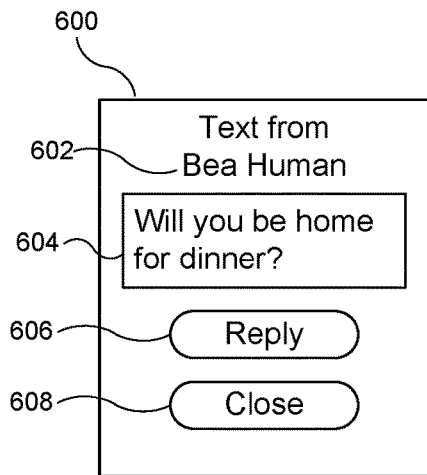 600
Text from
602
Bea Human
Will you be home
604
for dinner?
606
Reply
608
Close